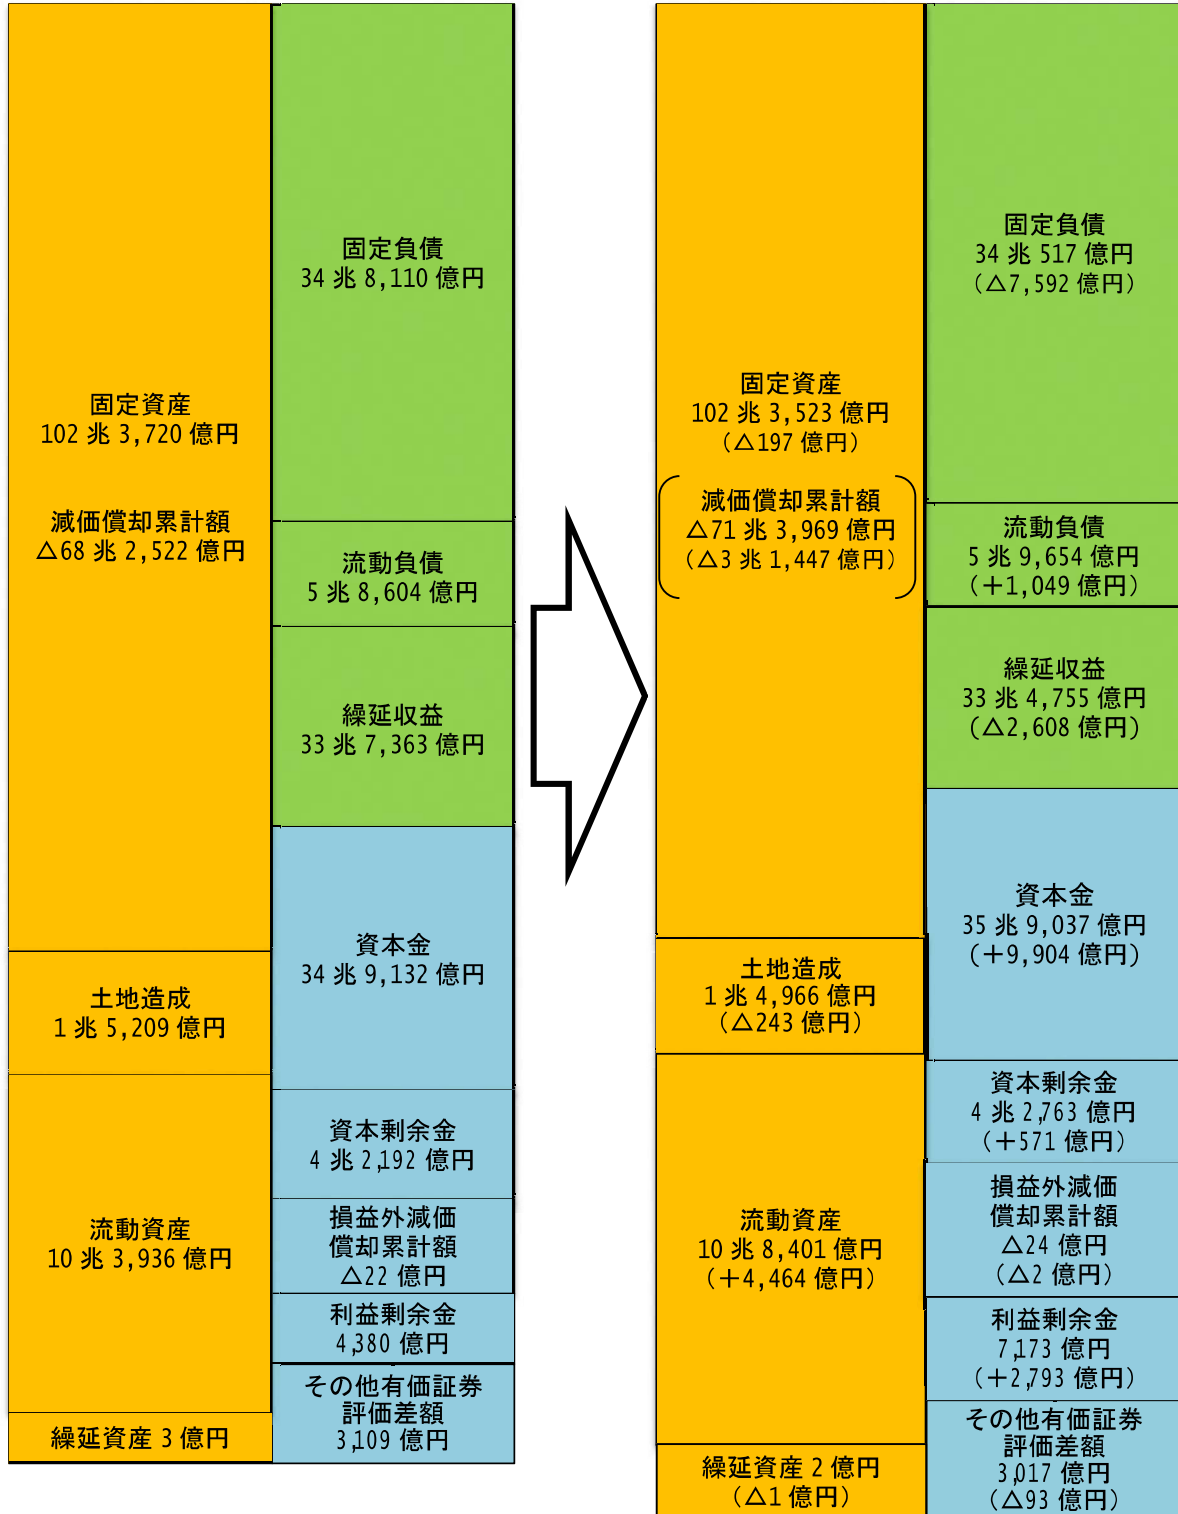 固定資産
102 兆 3,720 億円
減価償却累計額
△68 兆 2,522 億円
土地造成
1 兆 5,209 億円
流動資産
10 兆 3,936 億円
繰延資産 3 億円
固定負債
34 兆 8,110 億円
流動負債
5 兆 8,604 億円
繰延収益
33 兆 7,363 億円
資本金
34 兆 9,132 億円
資本剰余金
4 兆 2,192 億円
損益外減価
償却累計額
△22 億円
利益剰余金
4,380 億円
その他有価証券
評価差額
3,109 億円
固定資産
102 兆 3,523 億円
（△197 億円）
減価償却累計額
△71 兆 3,969 億円
（△3 兆 1,447 億円）
土地造成
1 兆 4,966 億円
（△243 億円）
流動資産
10 兆 8,401 億円
（＋4,464 億円）
繰延資産 2 億円
（△1 億円）
固定負債
34 兆 517 億円
（△7,592 億円）
流動負債
5 兆 9,654 億円
（＋1,049 億円）
繰延収益
33 兆 4,755 億円
（△2,608 億円）
資本金
35 兆 9,037 億円
（＋9,904 億円）
資本剰余金
4 兆 2,763 億円
（＋571 億円）
損益外減価
償却累計額
△24 億円
（△2 億円）
利益剰余金
7,173 億円
（＋2,793 億円）
その他有価証券
評価差額
3,017 億円
（△93 億円）